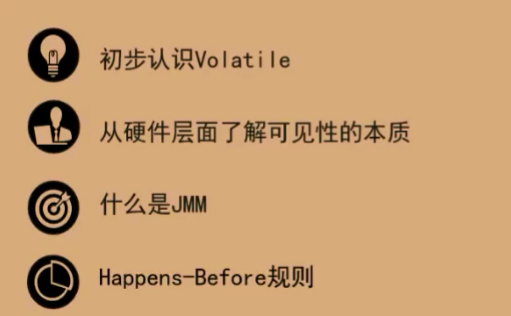 初步认识Volatile
从硬件层面了解可见性的本质
什么是JMM
Happens-Before规则